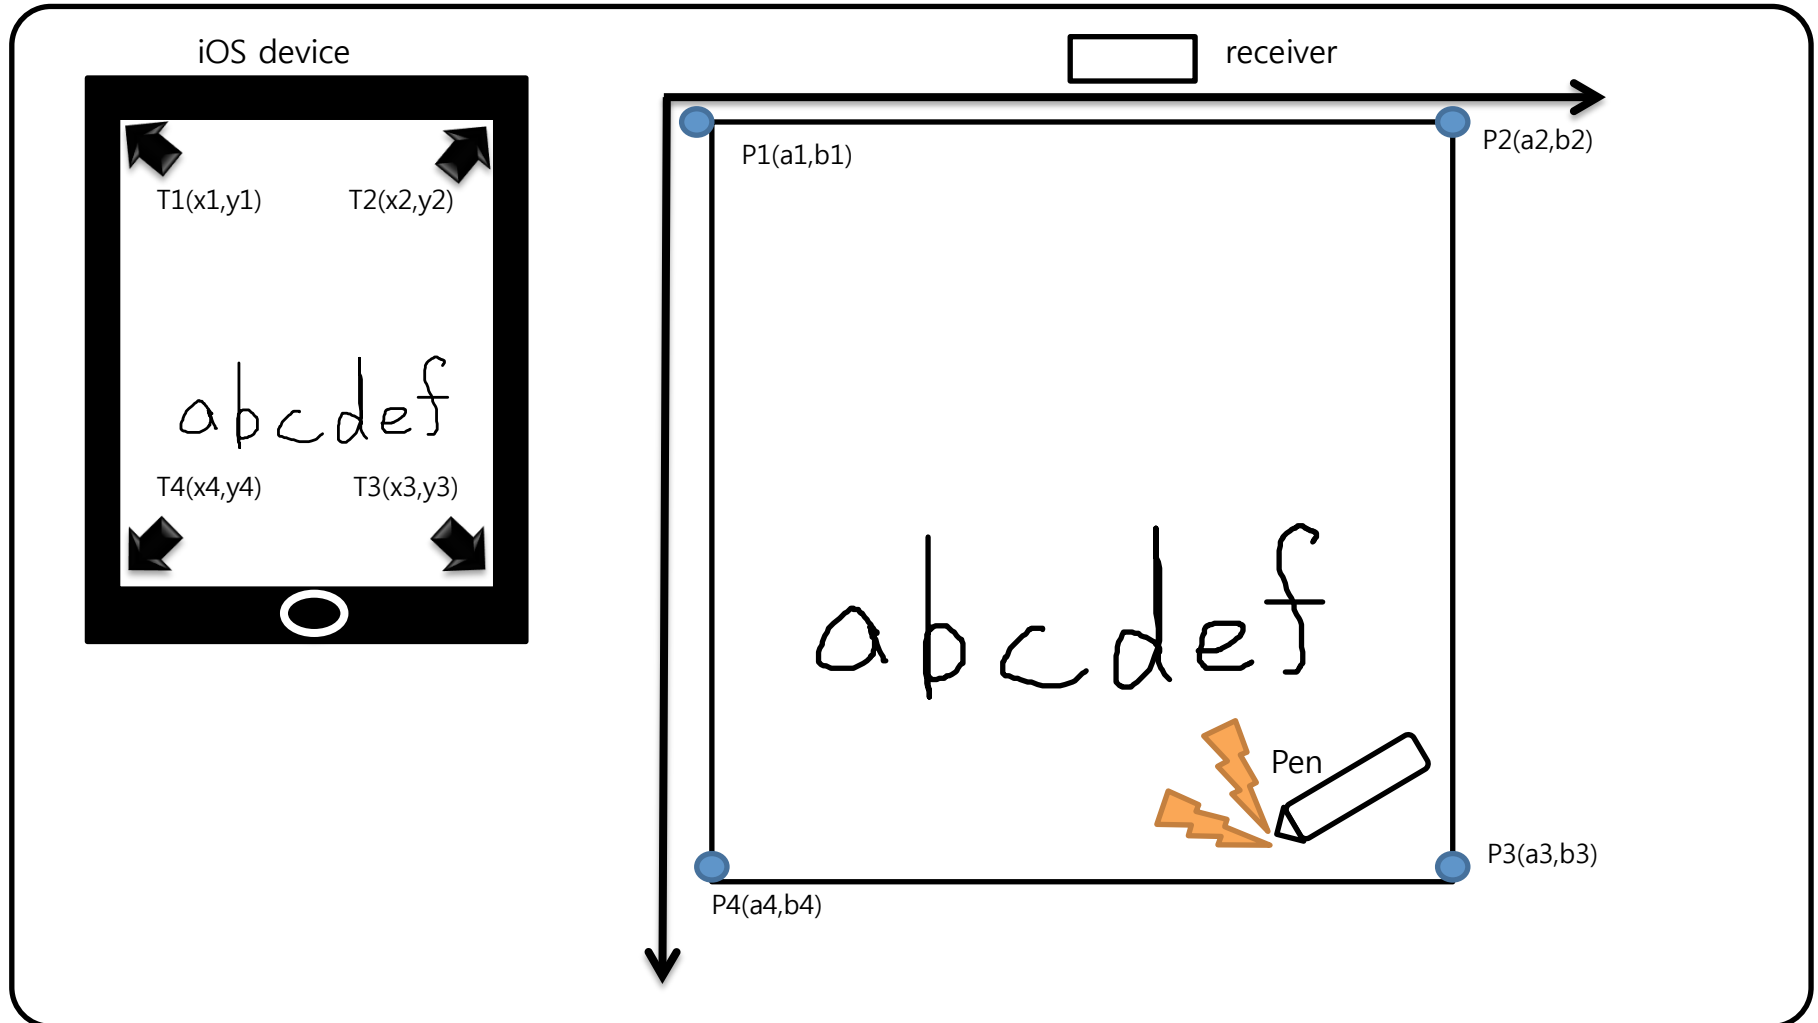 iOS device
receiver
P1(a1,b1)
P2(a2,b2)
T1(x1,y1)
T2(x2,y2)
abcdef
T4(x4,y4)
T3(x3,y3)
abcdef
Pen
P3(a3,b3)
P4(a4,b4)